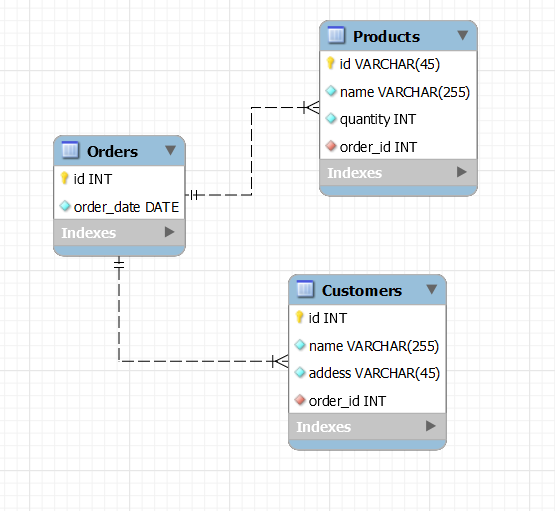 Products
id VARCHAR(45)
name VARCHAR(255)
quantity INT
order_id INT
Indexes
Orders
id INT
order_date DATE
Indexes
Customers
id INT
name VARCHAR(255)
addess VARCHAR(45)
order_id INT
Indexes